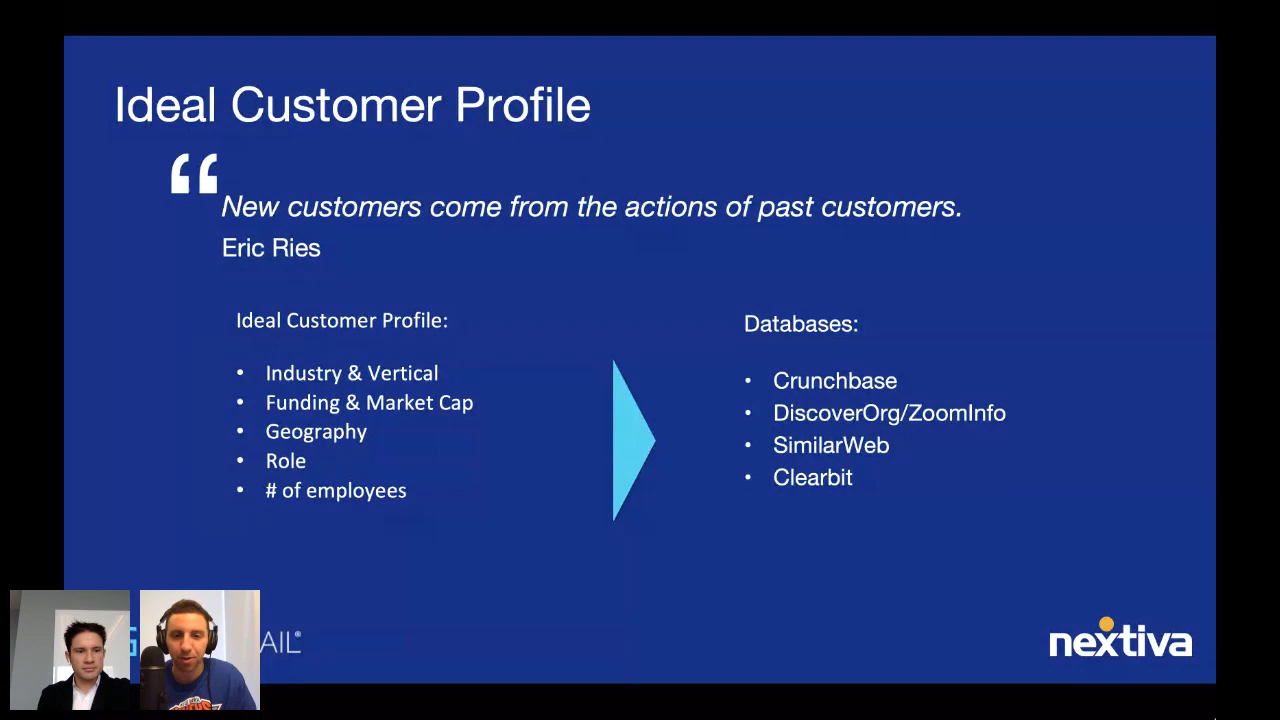 Ideal Customer Profile
“
New customers come from the actions of past customers.
Eric Ries
Ideal Customer Profile:
• Industry & Vertical
• Funding & Market Cap
• Geography
• Role
• # of employees
Databases:
• Crunchbase
• DiscoverOrg/ZoomInfo
• SimilarWeb
• Clearbit
G
AIL®
nextiva